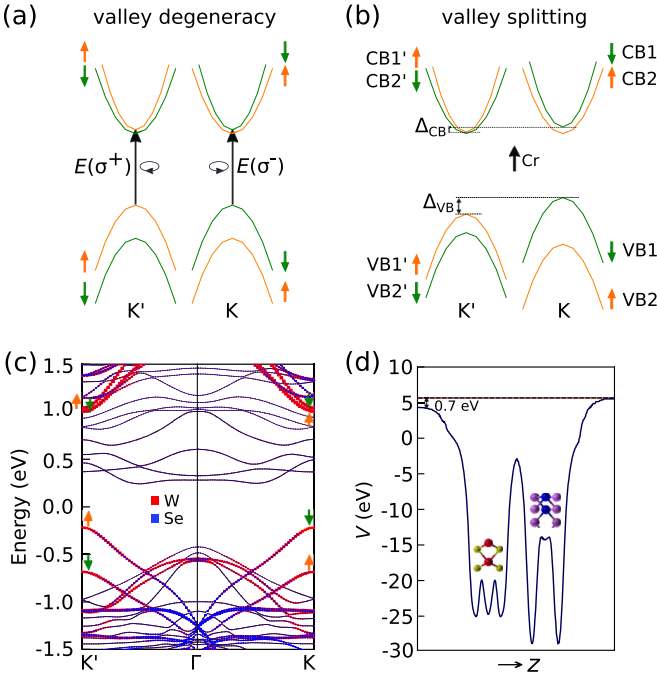 (a) valley degeneracy
E(σ⁺) E(σ⁻)
K' K
(b) valley splitting
CB1' CB1
CB2' CB2
Δ_CB
Cr
Δ_VB
VB1' VB1
VB2' VB2
K' K
(c)
1.5
1.0
0.5
0.0
-0.5
-1.0
-1.5
Energy (eV)
W
Se
K' Γ K
(d)
10
5
0
-5
-10
-15
-20
-25
-30
V (eV)
0.7 eV
→ z